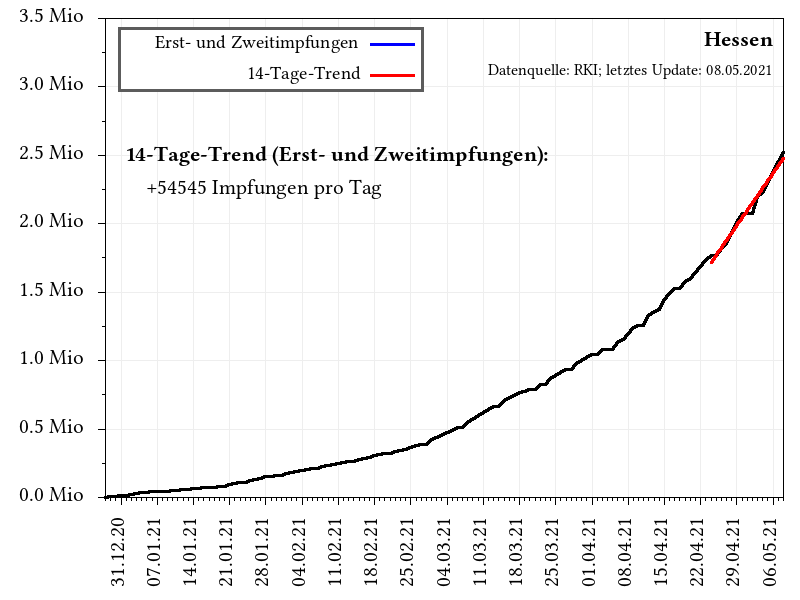 3.5 Mio
3.0 Mio
2.5 Mio
2.0 Mio
1.5 Mio
1.0 Mio
0.5 Mio
0.0 Mio
Erst- und Zweitimpfungen
14-Tage-Trend
Hessen
Datenquelle: RKI; letztes Update: 08.05.2021
14-Tage-Trend (Erst- und Zweitimpfungen):
+54545 Impfungen pro Tag
31.12.20
07.01.21
14.01.21
21.01.21
28.01.21
04.02.21
11.02.21
18.02.21
25.02.21
04.03.21
11.03.21
18.03.21
25.03.21
01.04.21
08.04.21
15.04.21
22.04.21
29.04.21
06.05.21